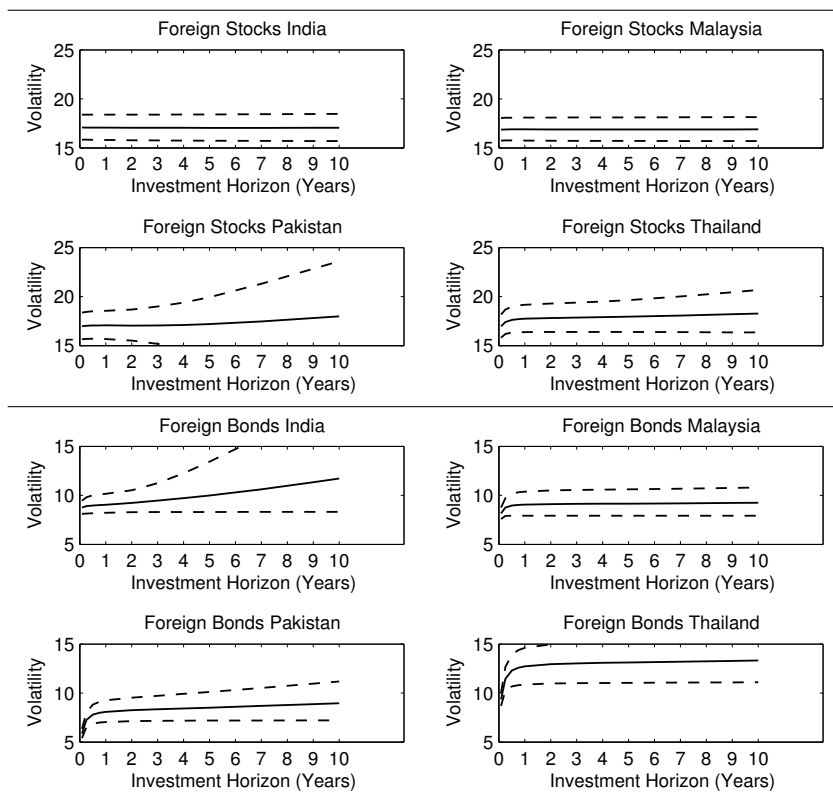 Foreign Stocks India
25
20
15
Volatility
0 1 2 3 4 5 6 7 8 9 10
Investment Horizon (Years)
Foreign Stocks Malaysia
25
20
15
Volatility
0 1 2 3 4 5 6 7 8 9 10
Investment Horizon (Years)
Foreign Stocks Pakistan
25
20
15
Volatility
0 1 2 3 4 5 6 7 8 9 10
Investment Horizon (Years)
Foreign Stocks Thailand
25
20
15
Volatility
0 1 2 3 4 5 6 7 8 9 10
Investment Horizon (Years)
Foreign Bonds India
15
10
5
Volatility
0 1 2 3 4 5 6 7 8 9 10
Investment Horizon (Years)
Foreign Bonds Malaysia
15
10
5
Volatility
0 1 2 3 4 5 6 7 8 9 10
Investment Horizon (Years)
Foreign Bonds Pakistan
15
10
5
Volatility
0 1 2 3 4 5 6 7 8 9 10
Investment Horizon (Years)
Foreign Bonds Thailand
15
10
5
Volatility
0 1 2 3 4 5 6 7 8 9 10
Investment Horizon (Years)